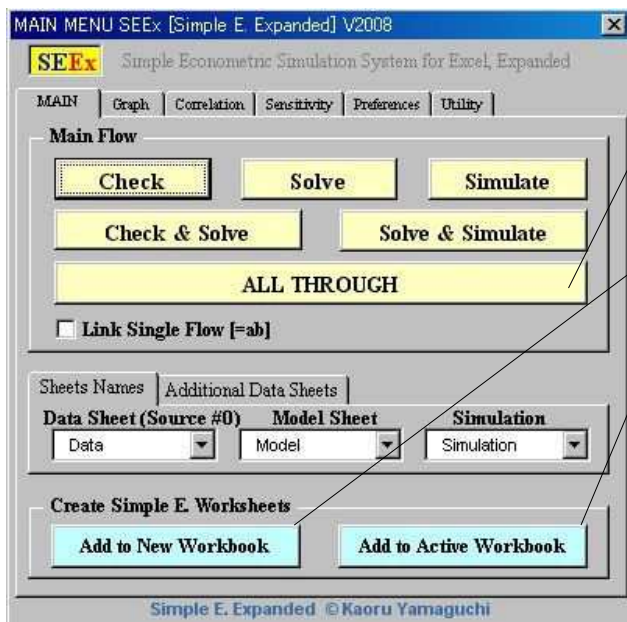 MAIN MENU SEEx [Simple E. Expanded] V2008
SEEx Simple Econometric Simulation System for Excel, Expanded
MAIN Graph Correlation Sensitivity Preferences Utility
Main Flow
Check Solve Simulate
Check & Solve Solve & Simulate
ALL THROUGH
Link Single Flow [=ab]
Sheets Names Additional Data Sheets
Data Sheet (Source #0) Model Sheet Simulation
Data Model Simulation
Create Simple E. Worksheets
Add to New Workbook Add to Active Workbook
Simple E. Expanded © Kaoru Yamaguchi